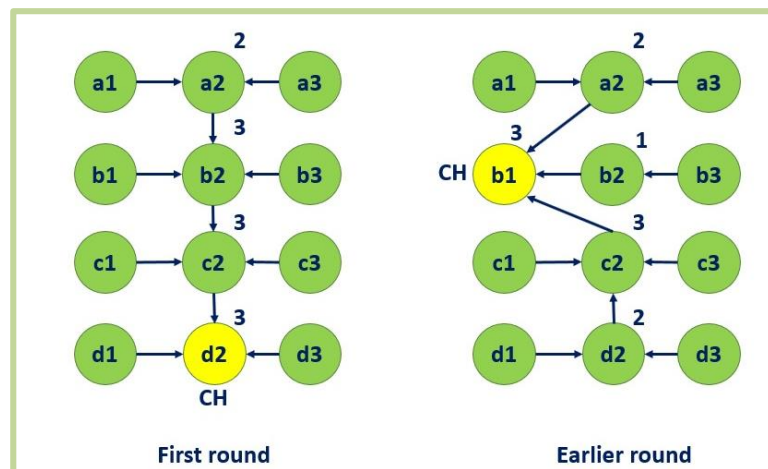 2 2
a1 a2 a3 a1 a2 a3
3 3 1
b1 b2 b3 CH b1 b2 b3
3 3
c1 c2 c3 c1 c2 c3
3 2
d1 d2 d3 d1 d2 d3
CH
First round Earlier round